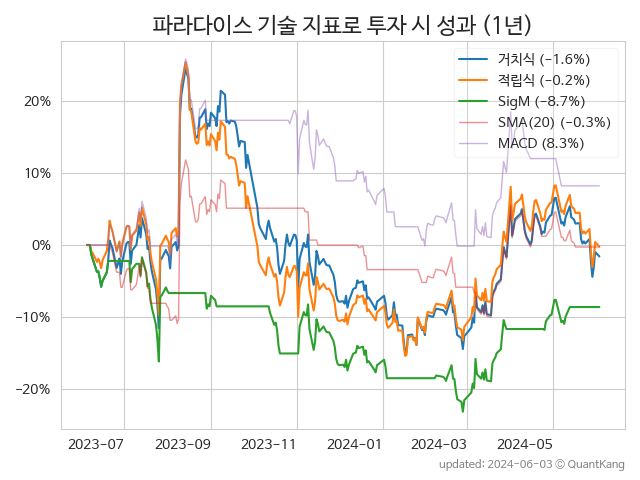 파라다이스 기술 지표로 투자 시 성과 (1년)
거치식 (−1.6%)
적립식 (−0.2%)
SigM (−8.7%)
SMA(20) (−0.3%)
MACD (8.3%)
20%
10%
0%
−10%
−20%
2023−07
2023−09
2023−11
2024−01
2024−03
2024−05
updated: 2024-06-03 ⓒ QuantKang